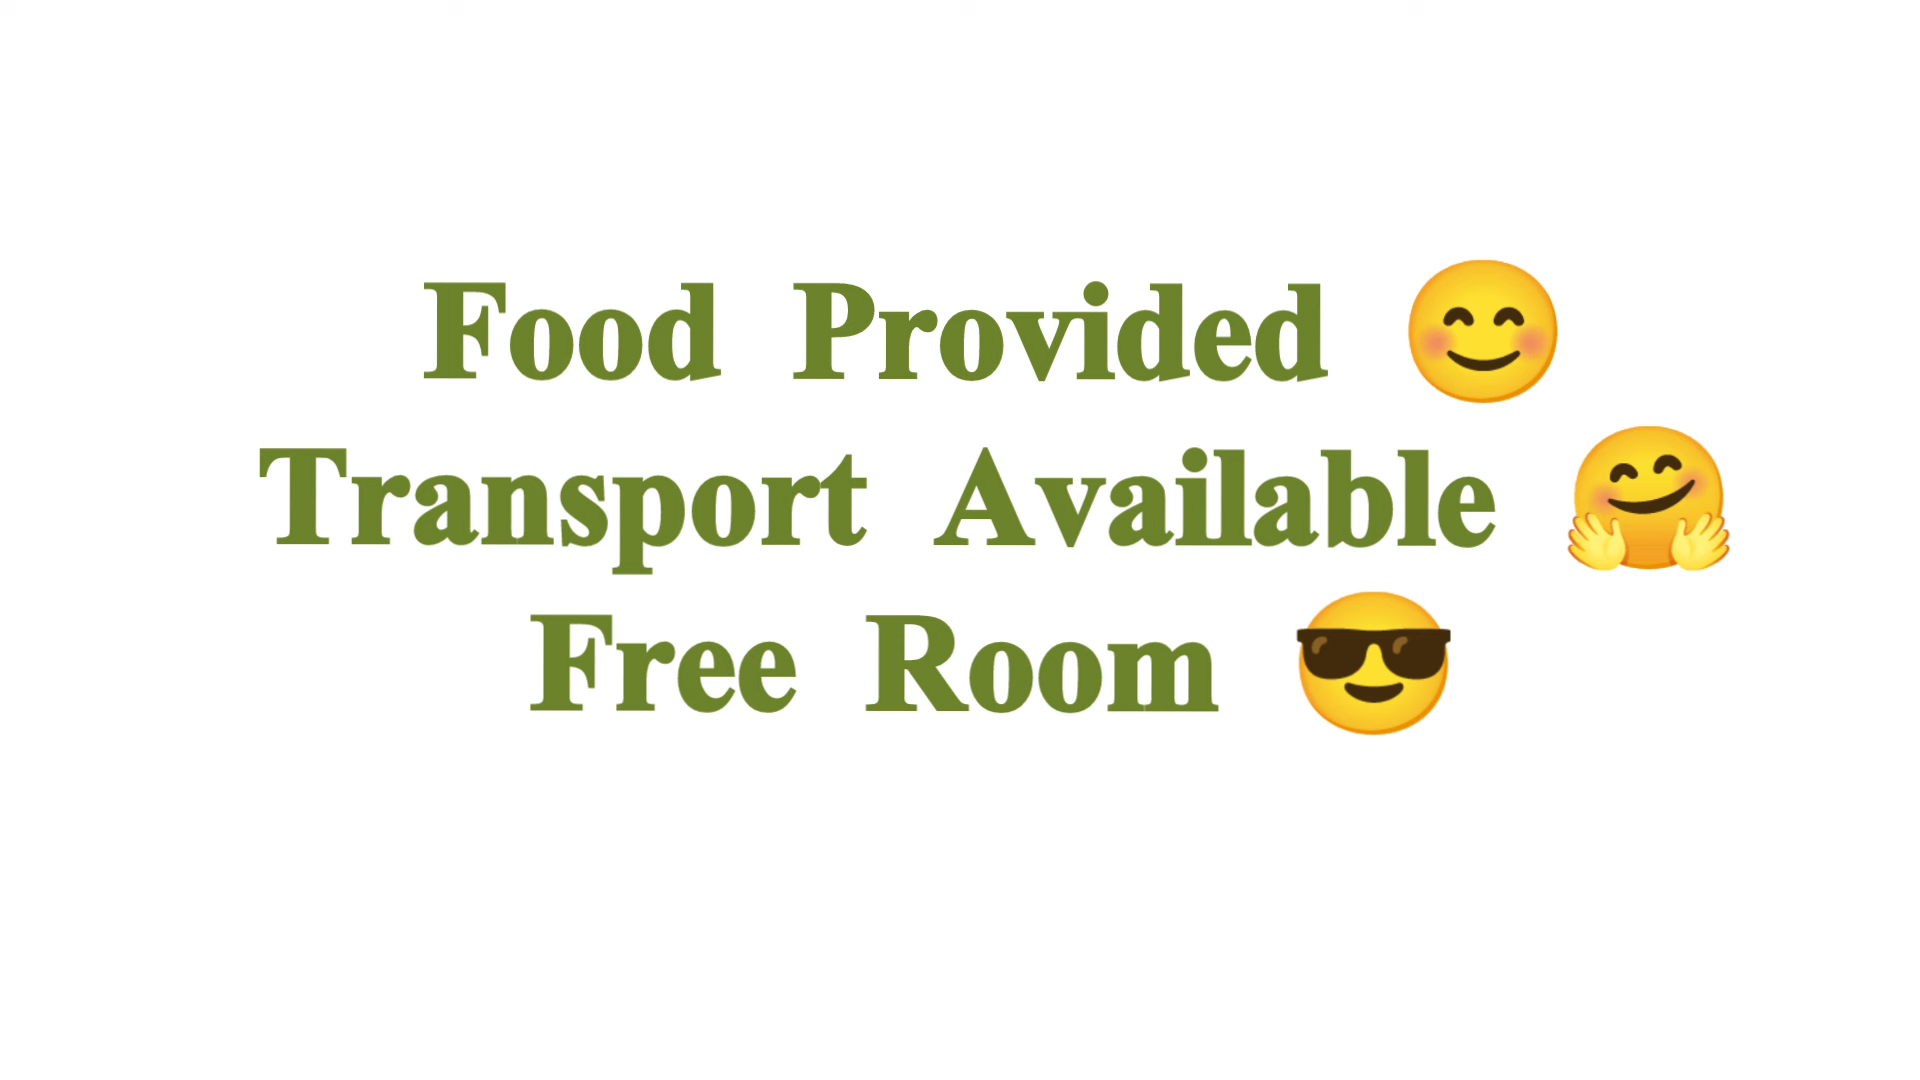 Food Provided 😊
Transport Available 🤗
Free Room 😎